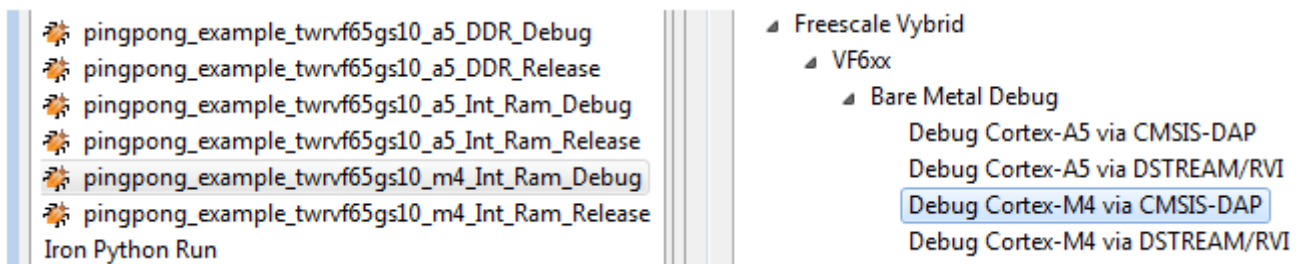 pingpong_example_twrvf65gs10_a5_DDR_Debug
pingpong_example_twrvf65gs10_a5_DDR_Release
pingpong_example_twrvf65gs10_a5_Int_Ram_Debug
pingpong_example_twrvf65gs10_a5_Int_Ram_Release
pingpong_example_twrvf65gs10_m4_Int_Ram_Debug
pingpong_example_twrvf65gs10_m4_Int_Ram_Release
Iron Python Run
Freescale Vybrid
VF6xx
Bare Metal Debug
Debug Cortex-A5 via CMSIS-DAP
Debug Cortex-A5 via DSTREAM/RVI
Debug Cortex-M4 via CMSIS-DAP
Debug Cortex-M4 via DSTREAM/RVI